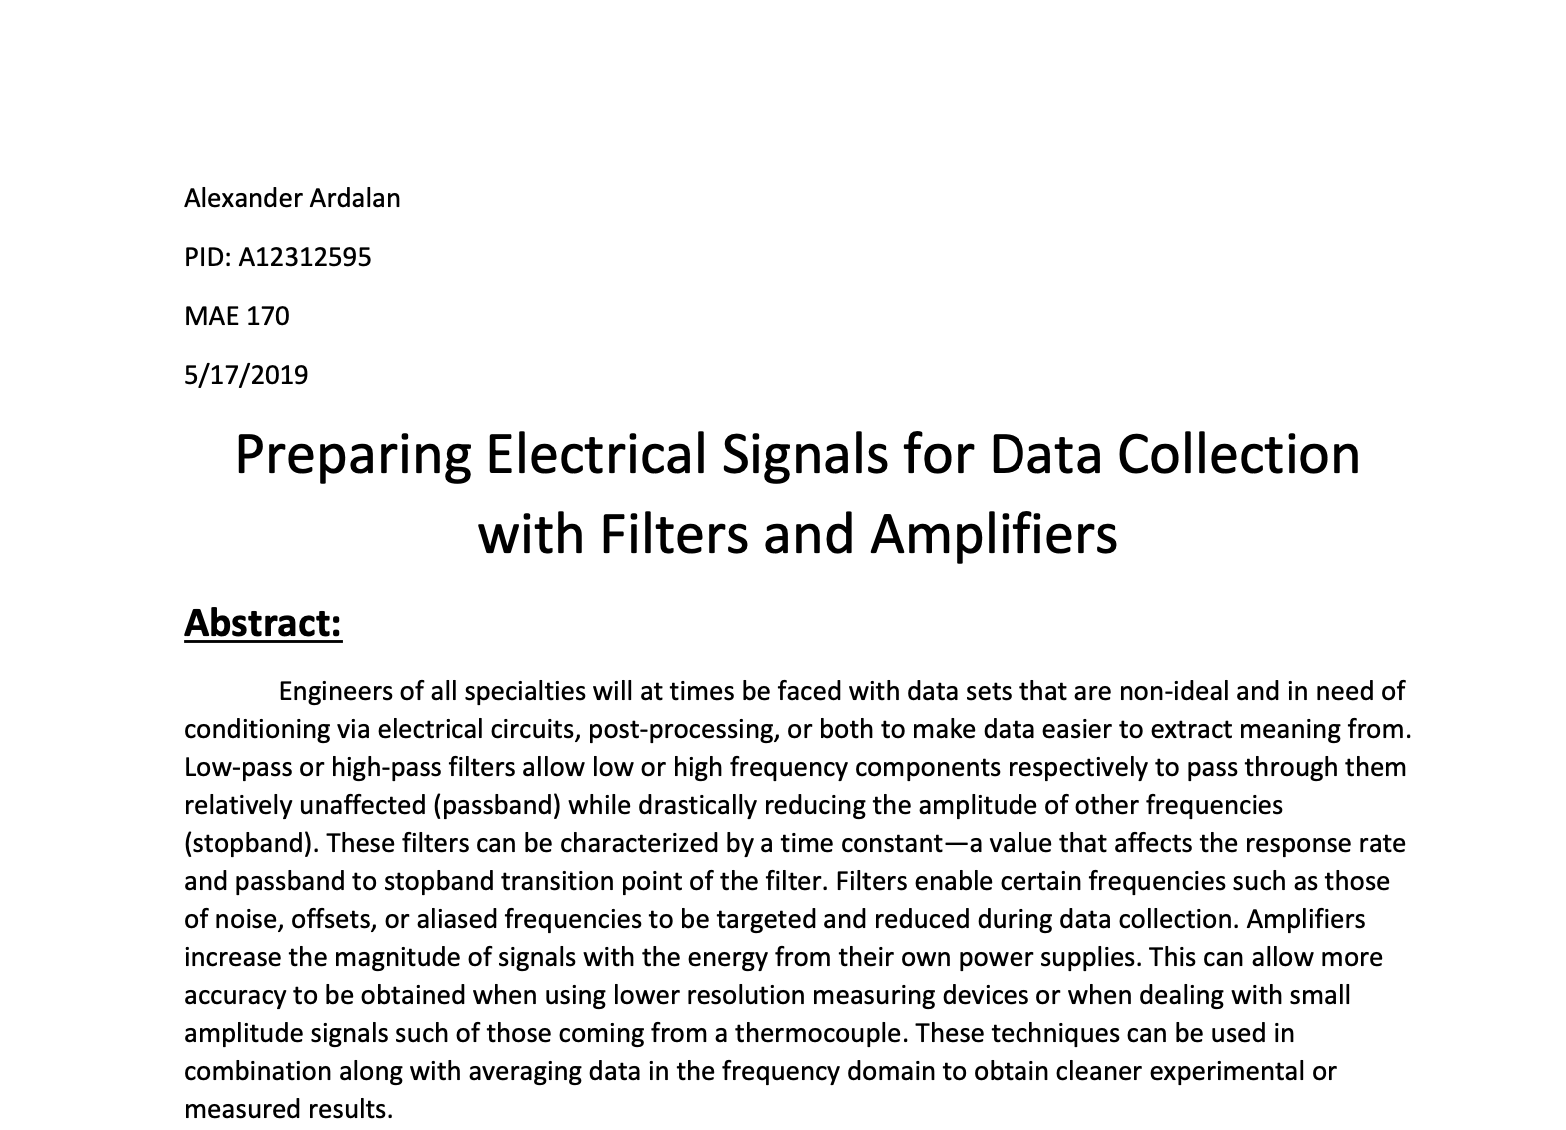 Alexander Ardalan
PID: A12312595
MAE 170
5/17/2019
Preparing Electrical Signals for Data Collection
with Filters and Amplifiers
Abstract:
Engineers of all specialties will at times be faced with data sets that are non-ideal and in need of
conditioning via electrical circuits, post-processing, or both to make data easier to extract meaning from.
Low-pass or high-pass filters allow low or high frequency components respectively to pass through them
relatively unaffected (passband) while drastically reducing the amplitude of other frequencies
(stopband). These filters can be characterized by a time constant—a value that affects the response rate
and passband to stopband transition point of the filter. Filters enable certain frequencies such as those
of noise, offsets, or aliased frequencies to be targeted and reduced during data collection. Amplifiers
increase the magnitude of signals with the energy from their own power supplies. This can allow more
accuracy to be obtained when using lower resolution measuring devices or when dealing with small
amplitude signals such of those coming from a thermocouple. These techniques can be used in
combination along with averaging data in the frequency domain to obtain cleaner experimental or
measured results.